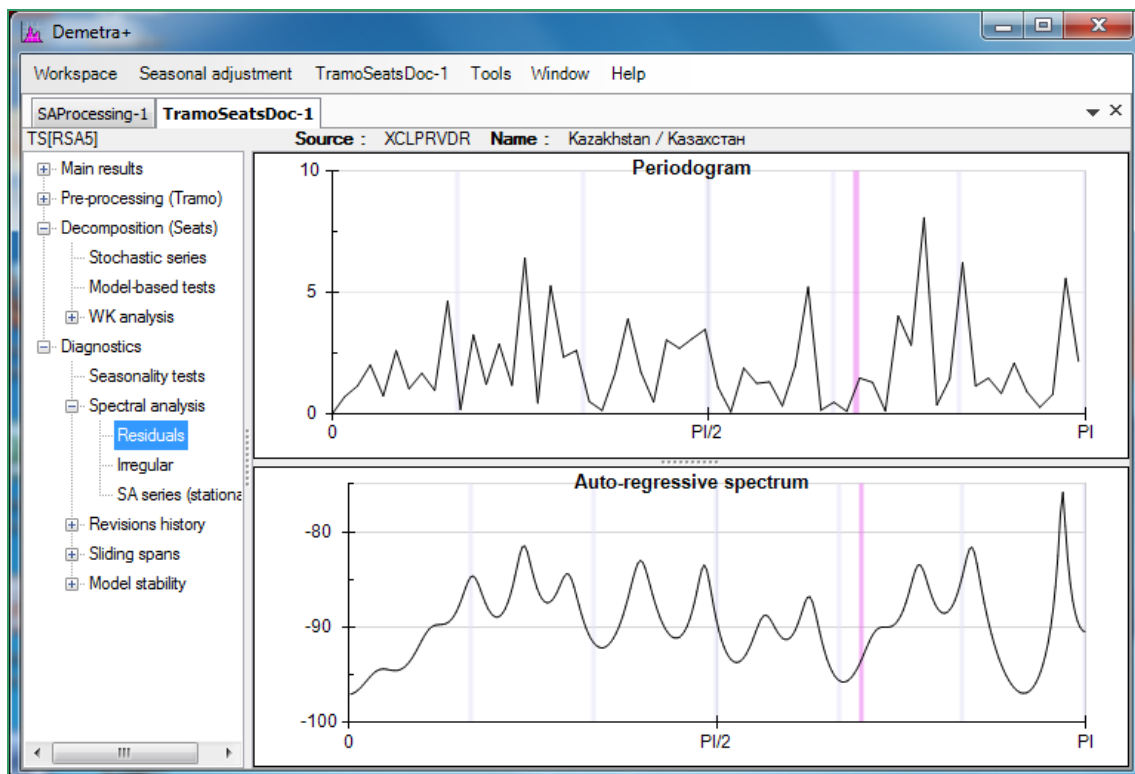 Demetra+
Workspace Seasonal adjustment TramoSeatsDoc-1 Tools Window Help
SAProcessing-1 TramoSeatsDoc-1
TS[RSA5] Source : XCLPRVDR Name : Kazakhstan / Казахстан
Main results
Pre-processing (Tramo)
Decomposition (Seats)
Stochastic series
Model-based tests
WK analysis
Diagnostics
Seasonality tests
Spectral analysis
Residuals
Irregular
SA series (stationa
Revisions history
Sliding spans
Model stability
Periodogram
10
5
0
0 PI/2 PI
Auto-regressive spectrum
-80
-90
-100
0 PI/2 PI